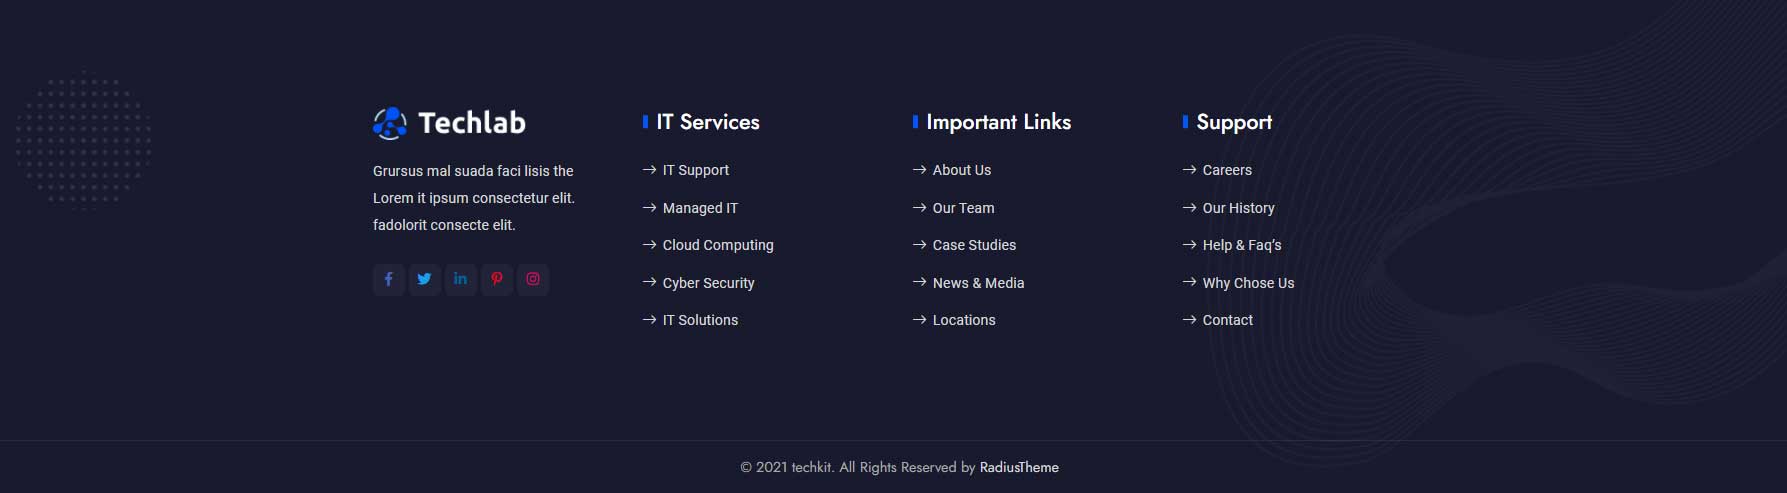 Techlab
Grursus mal suada faci lisis the
Lorem it ipsum consectetur elit.
fadolorit consecte elit.
IT Services
IT Support
Managed IT
Cloud Computing
Cyber Security
IT Solutions
Important Links
About Us
Our Team
Case Studies
News & Media
Locations
Support
Careers
Our History
Help & Faq's
Why Chose Us
Contact
© 2021 techkit. All Rights Reserved by RadiusTheme